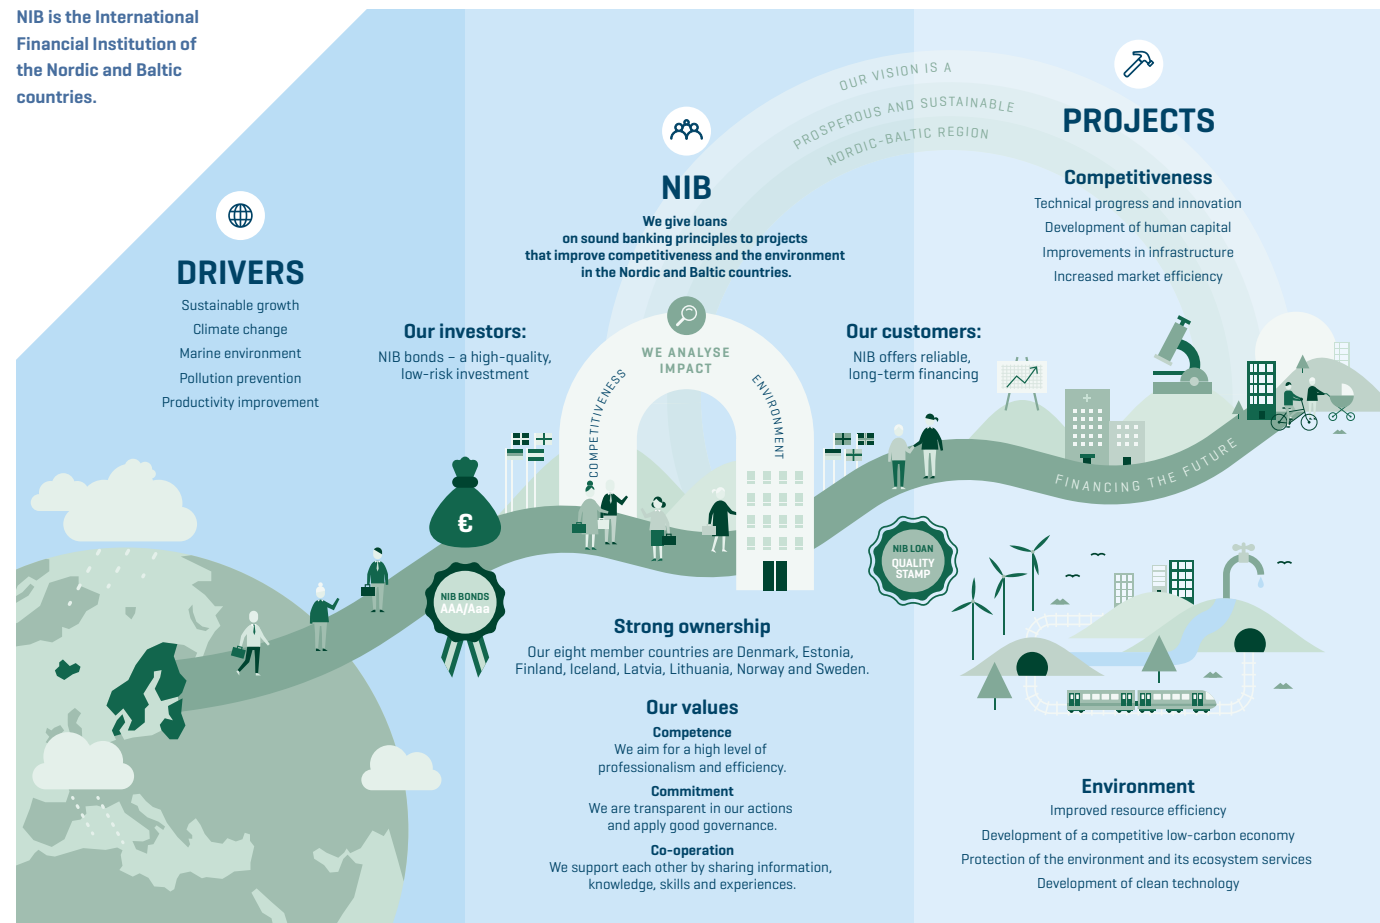 NIB is the International
Financial Institution of
the Nordic and Baltic
countries.
DRIVERS
Sustainable growth
Climate change
Marine environment
Pollution prevention
Productivity improvement
NIB
We give loans
on sound banking principles to projects
that improve competitiveness and the environment
in the Nordic and Baltic countries.
OUR VISION IS A
PROSPEROUS AND SUSTAINABLE
NORDIC-BALTIC REGION
PROJECTS
Competitiveness
Technical progress and innovation
Development of human capital
Improvements in infrastructure
Increased market efficiency
Our investors:
NIB bonds – a high-quality,
low-risk investment
WE ANALYSE
IMPACT
COMPETITIVENESS
ENVIRONMENT
Our customers:
NIB offers reliable,
long-term financing
FINANCING THE FUTURE
€
NIB BONDS
AAA/Aaa
NIB LOAN
QUALITY
STAMP
Strong ownership
Our eight member countries are Denmark, Estonia,
Finland, Iceland, Latvia, Lithuania, Norway and Sweden.
Our values
Competence
We aim for a high level of
professionalism and efficiency.
Commitment
We are transparent in our actions
and apply good governance.
Co-operation
We support each other by sharing information,
knowledge, skills and experiences.
Environment
Improved resource efficiency
Development of a competitive low-carbon economy
Protection of the environment and its ecosystem services
Development of clean technology